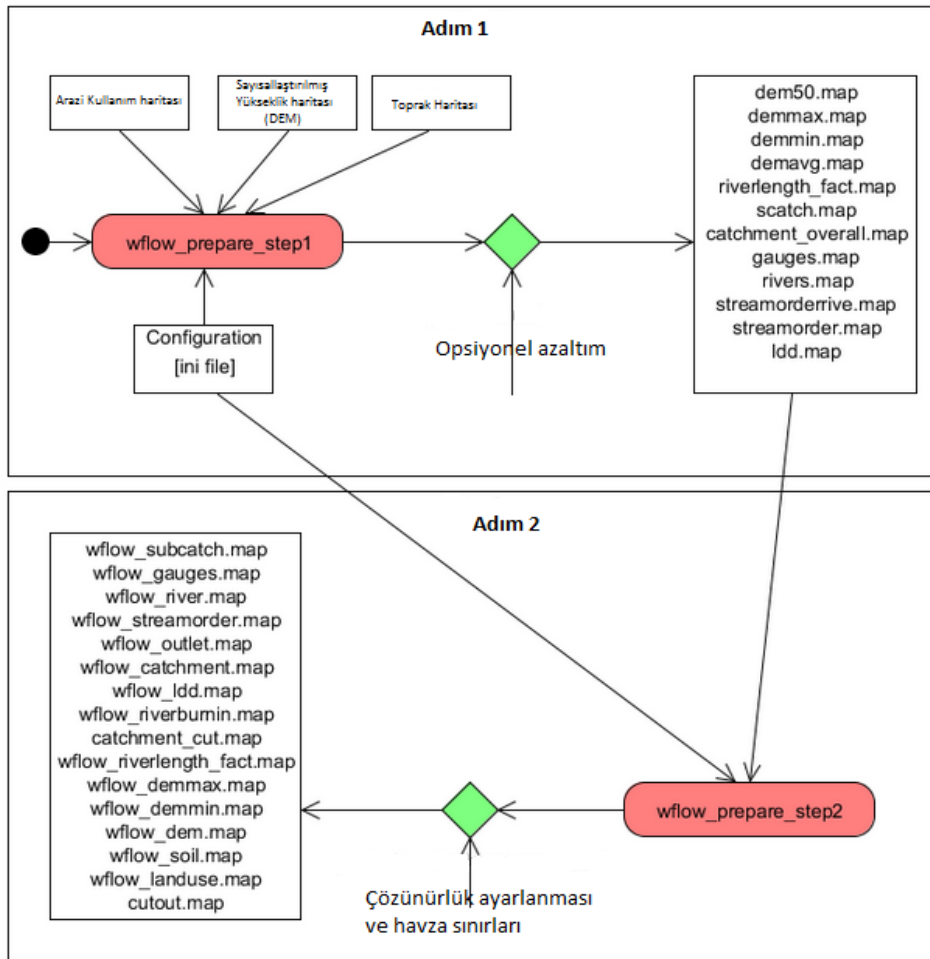 Adım 1
Arazi Kullanım haritası
Sayısallaştırılmış
Yükseklik haritası
(DEM)
Toprak Haritası
wflow_prepare_step1
Configuration
[ini file]
Opsiyonel azaltım
dem50.map
demmax.map
demmin.map
demavg.map
riverlength_fact.map
scatch.map
catchment_overall.map
gauges.map
rivers.map
streamorderrive.map
streamorder.map
ldd.map
Adım 2
wflow_subcatch.map
wflow_gauges.map
wflow_river.map
wflow_streamorder.map
wflow_outlet.map
wflow_catchment.map
wflow_ldd.map
wflow_riverburnin.map
catchment_cut.map
wflow_riverlength_fact.map
wflow_demmax.map
wflow_demmin.map
wflow_dem.map
wflow_soil.map
wflow_landuse.map
cutout.map
wflow_prepare_step2
Çözünürlük ayarlanması
ve havza sınırları